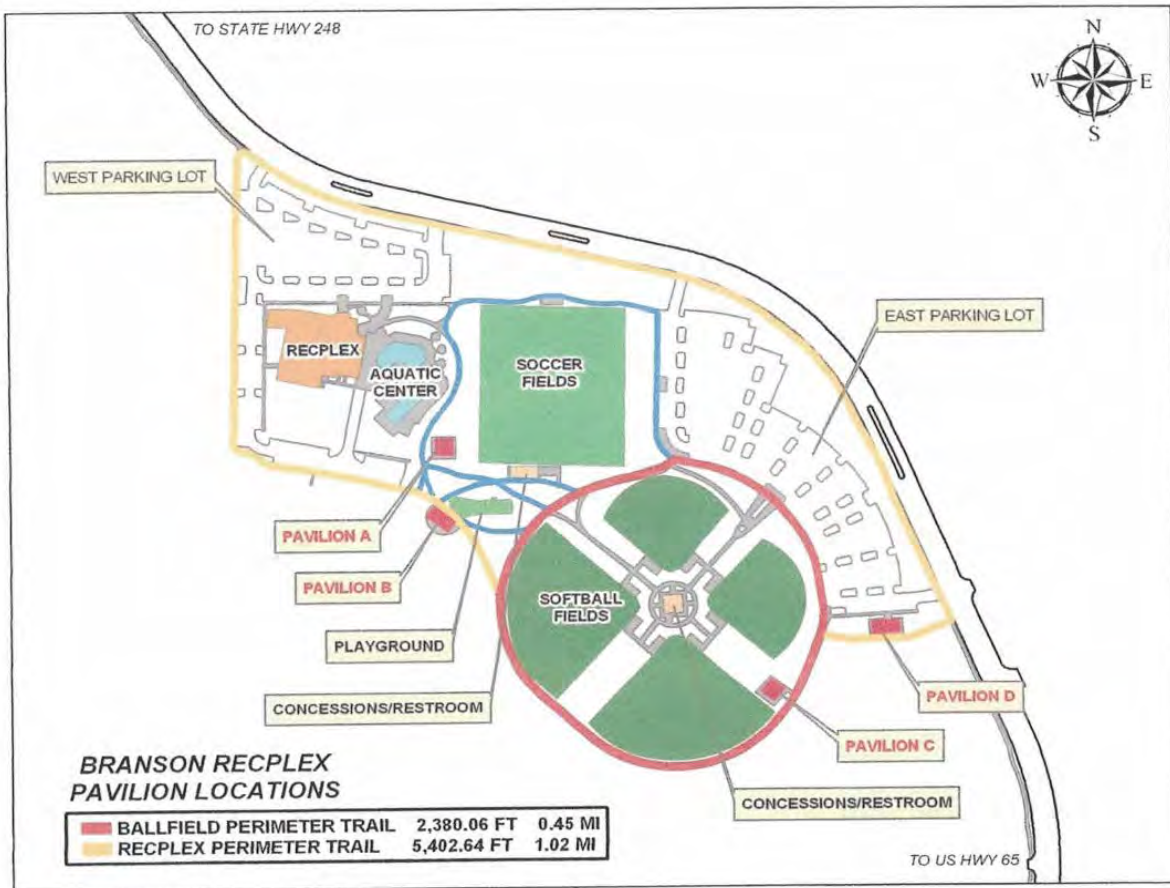 TO STATE HWY 248
N
W E
S
WEST PARKING LOT
EAST PARKING LOT
RECPLEX
AQUATIC
CENTER
SOCCER
FIELDS
PAVILION A
PAVILION B
SOFTBALL
FIELDS
PLAYGROUND
CONCESSIONS/RESTROOM
PAVILION D
PAVILION C
CONCESSIONS/RESTROOM
BRANSON RECPLEX
PAVILION LOCATIONS
BALLFIELD PERIMETER TRAIL 2,380.06 FT 0.45 MI
RECPLEX PERIMETER TRAIL 5,402.64 FT 1.02 MI
TO US HWY 65